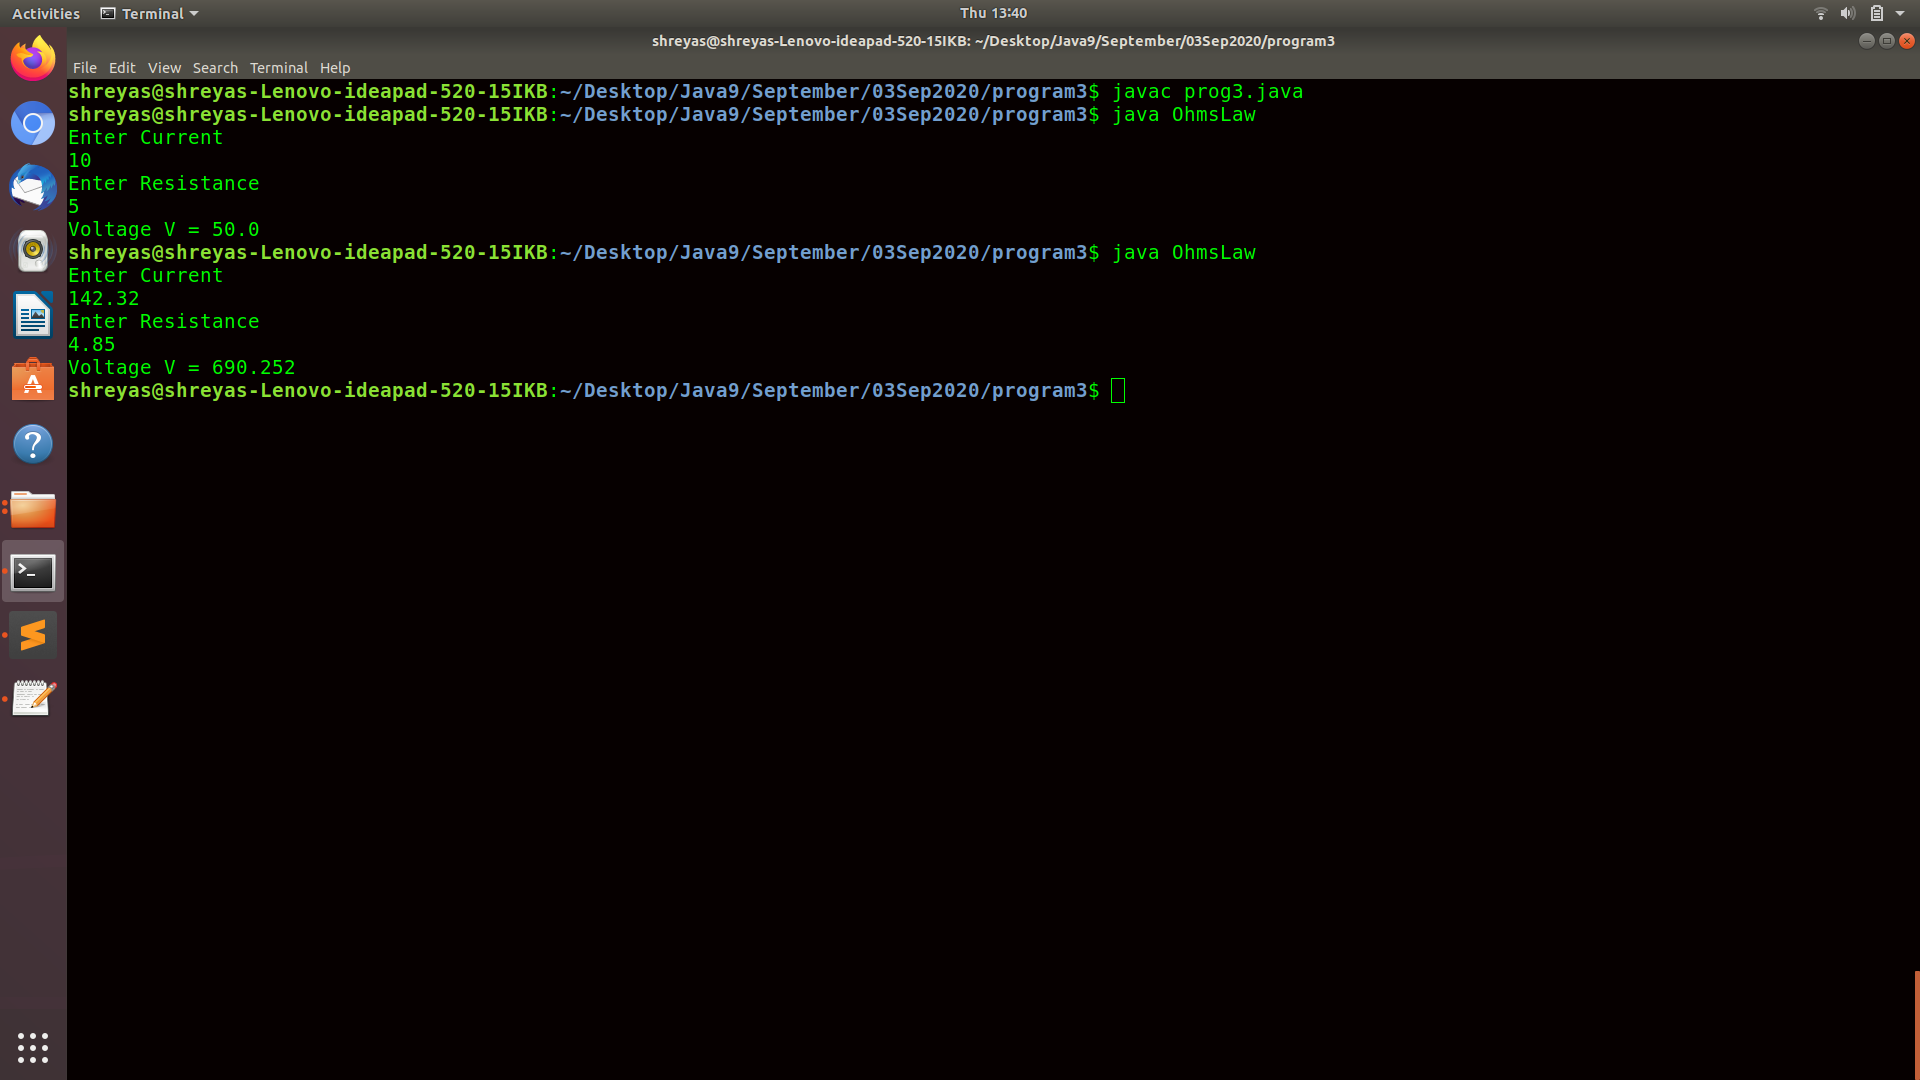 Activities Terminal Thu 13:40
shreyas@shreyas-Lenovo-ideapad-520-15IKB: ~/Desktop/Java9/September/03Sep2020/program3
File Edit View Search Terminal Help
shreyas@shreyas-Lenovo-ideapad-520-15IKB:~/Desktop/Java9/September/03Sep2020/program3$ javac prog3.java
shreyas@shreyas-Lenovo-ideapad-520-15IKB:~/Desktop/Java9/September/03Sep2020/program3$ java OhmsLaw
Enter Current
10
Enter Resistance
5
Voltage V = 50.0
shreyas@shreyas-Lenovo-ideapad-520-15IKB:~/Desktop/Java9/September/03Sep2020/program3$ java OhmsLaw
Enter Current
142.32
Enter Resistance
4.85
Voltage V = 690.252
shreyas@shreyas-Lenovo-ideapad-520-15IKB:~/Desktop/Java9/September/03Sep2020/program3$